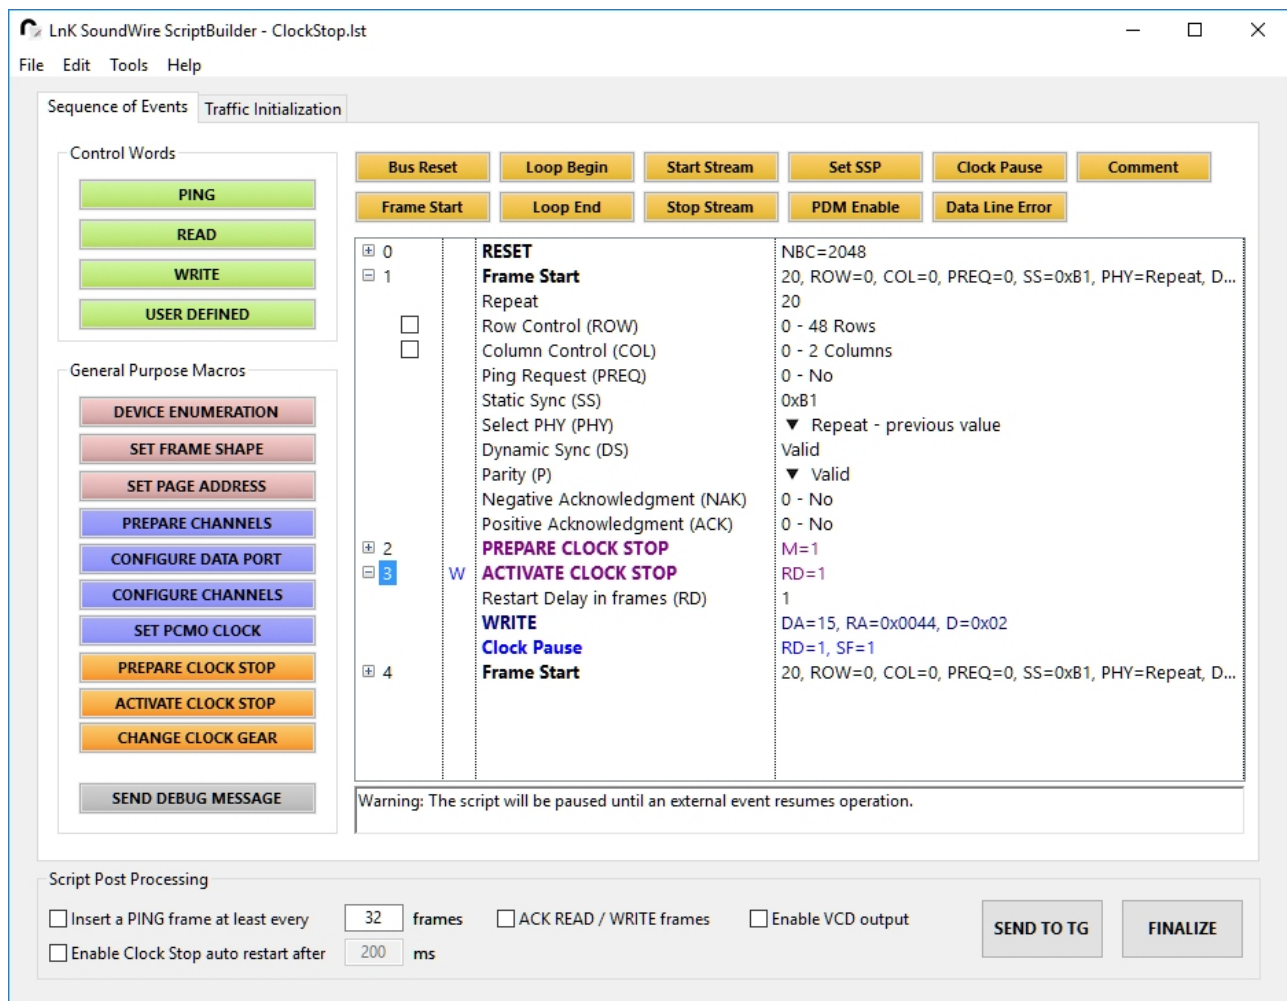 LnK SoundWire ScriptBuilder - ClockStop.lst
File Edit Tools Help
Sequence of Events Traffic Initialization
Control Words
PING
READ
WRITE
USER DEFINED
General Purpose Macros
DEVICE ENUMERATION
SET FRAME SHAPE
SET PAGE ADDRESS
PREPARE CHANNELS
CONFIGURE DATA PORT
CONFIGURE CHANNELS
SET PCMO CLOCK
PREPARE CLOCK STOP
ACTIVATE CLOCK STOP
CHANGE CLOCK GEAR
SEND DEBUG MESSAGE
Bus Reset Loop Begin Start Stream Set SSP Clock Pause Comment
Frame Start Loop End Stop Stream PDM Enable Data Line Error
0 RESET NBC=2048
1 Frame Start 20, ROW=0, COL=0, PREQ=0, SS=0xB1, PHY=Repeat, D...
Repeat 20
Row Control (ROW) 0 - 48 Rows
Column Control (COL) 0 - 2 Columns
Ping Request (PREQ) 0 - No
Static Sync (SS) 0xB1
Select PHY (PHY) ▼ Repeat - previous value
Dynamic Sync (DS) Valid
Parity (P) ▼ Valid
Negative Acknowledgment (NAK) 0 - No
Positive Acknowledgment (ACK) 0 - No
2 PREPARE CLOCK STOP M=1
3 W ACTIVATE CLOCK STOP RD=1
Restart Delay in frames (RD) 1
WRITE DA=15, RA=0x0044, D=0x02
Clock Pause RD=1, SF=1
4 Frame Start 20, ROW=0, COL=0, PREQ=0, SS=0xB1, PHY=Repeat, D...
Warning: The script will be paused until an external event resumes operation.
Script Post Processing
Insert a PING frame at least every 32 frames ACK READ / WRITE frames Enable VCD output
Enable Clock Stop auto restart after 200 ms
SEND TO TG FINALIZE